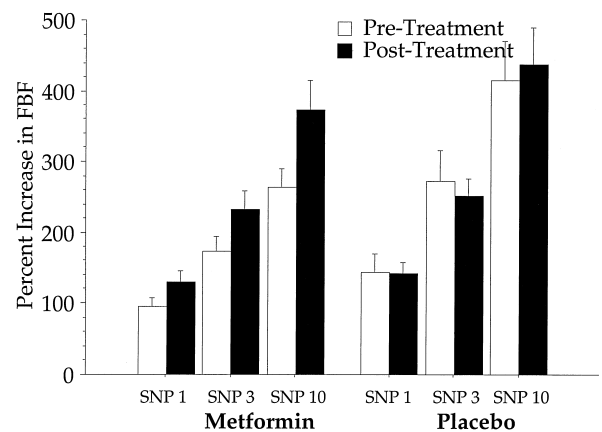 Percent Increase in FBF
500
400
300
200
100
0
Pre-Treatment
Post-Treatment
SNP 1 SNP 3 SNP 10 SNP 1 SNP 3 SNP 10
Metformin Placebo